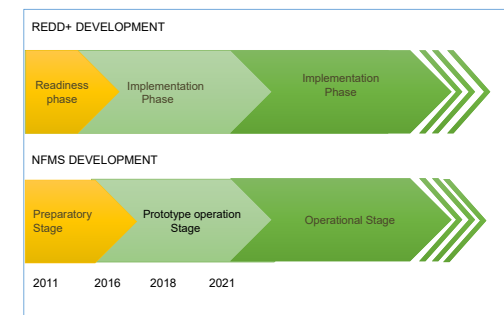 REDD+ DEVELOPMENT
Readiness
phase
Implementation
Phase
Implementation
Phase
NFMS DEVELOPMENT
Preparatory
Stage
Prototype operation
Stage
Operational Stage
2011 2016 2018 2021